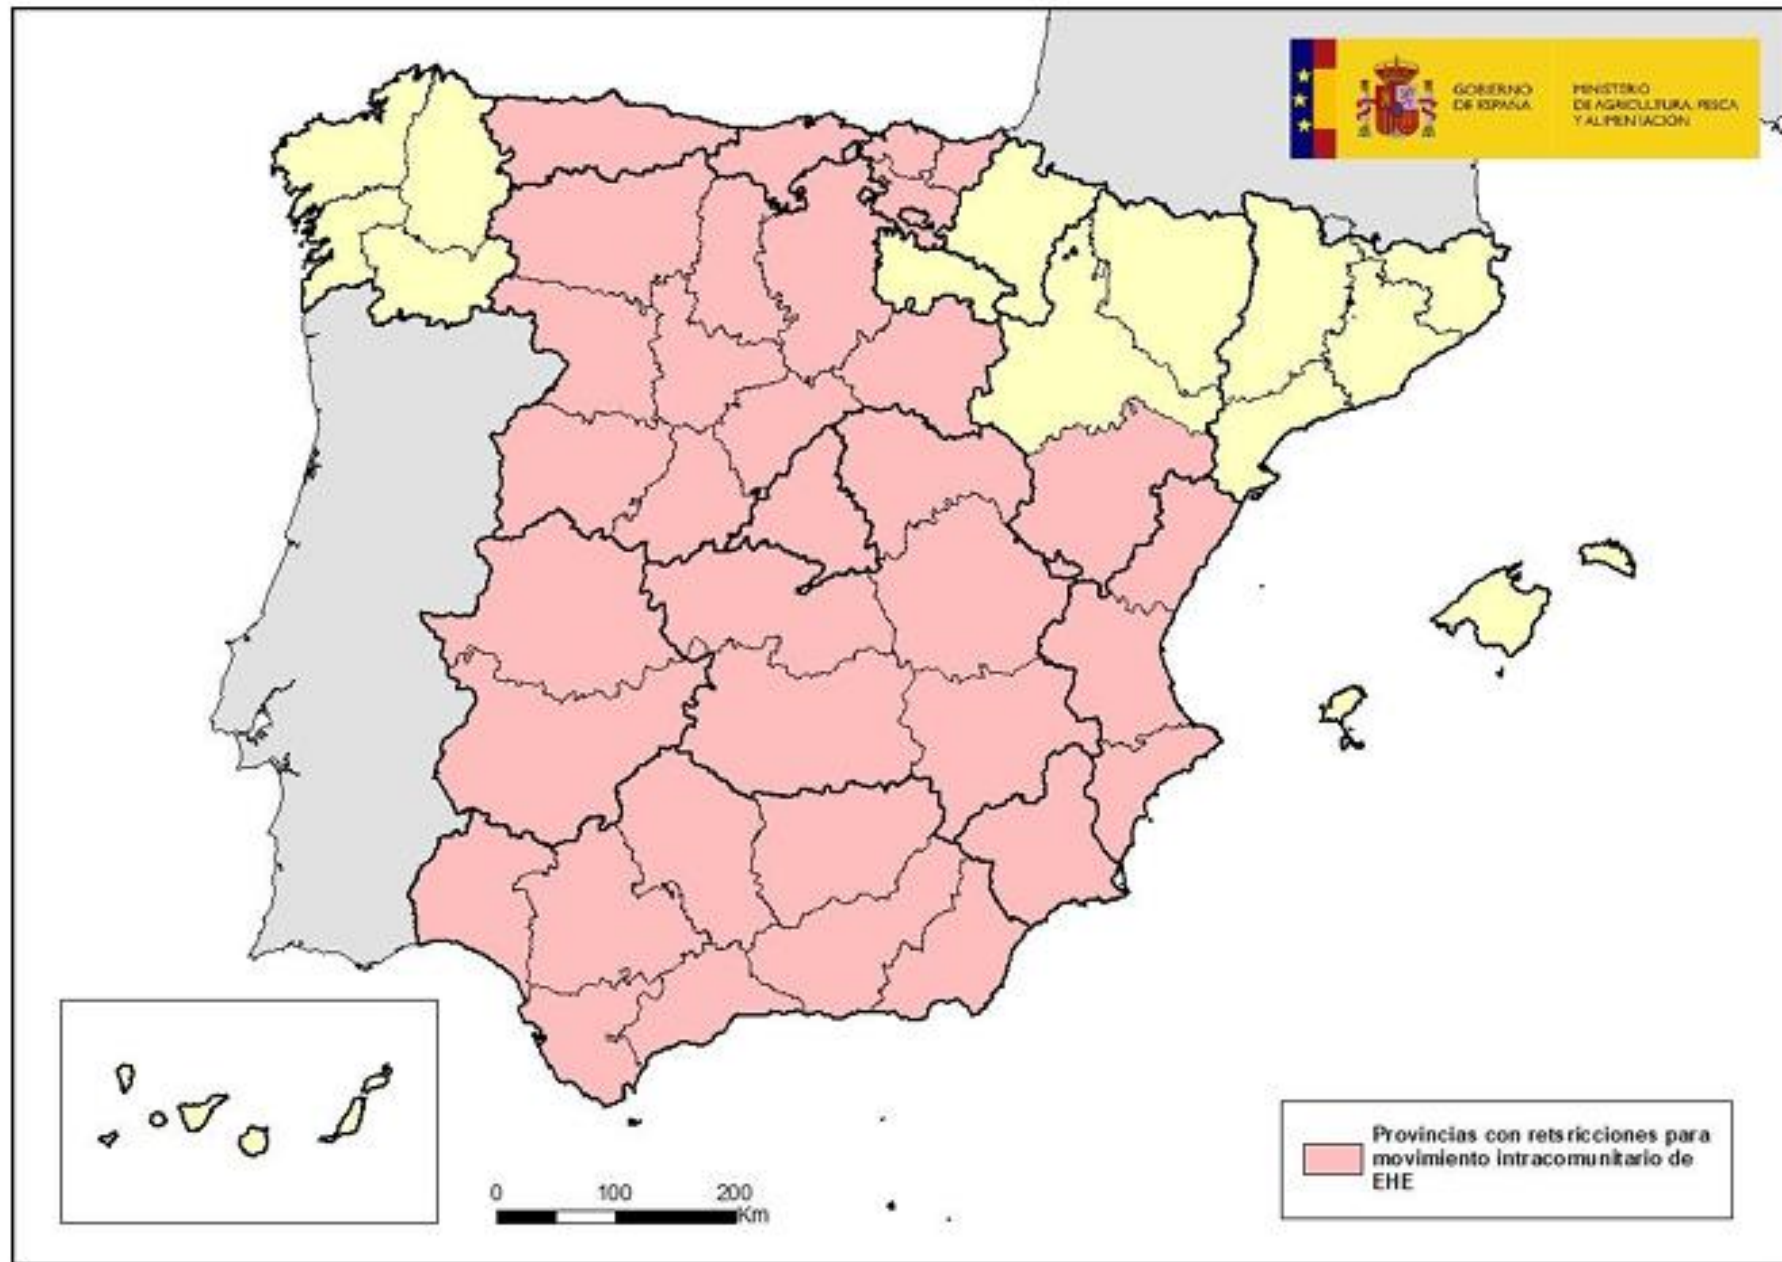 GOBIERNO
DE ESPAÑA
MINISTERIO
DE AGRICULTURA, PESCA
Y ALIMENTACIÓN
0 100 200
Km
Provincias con retsricciones para
movimiento intracomunitario de
EHE